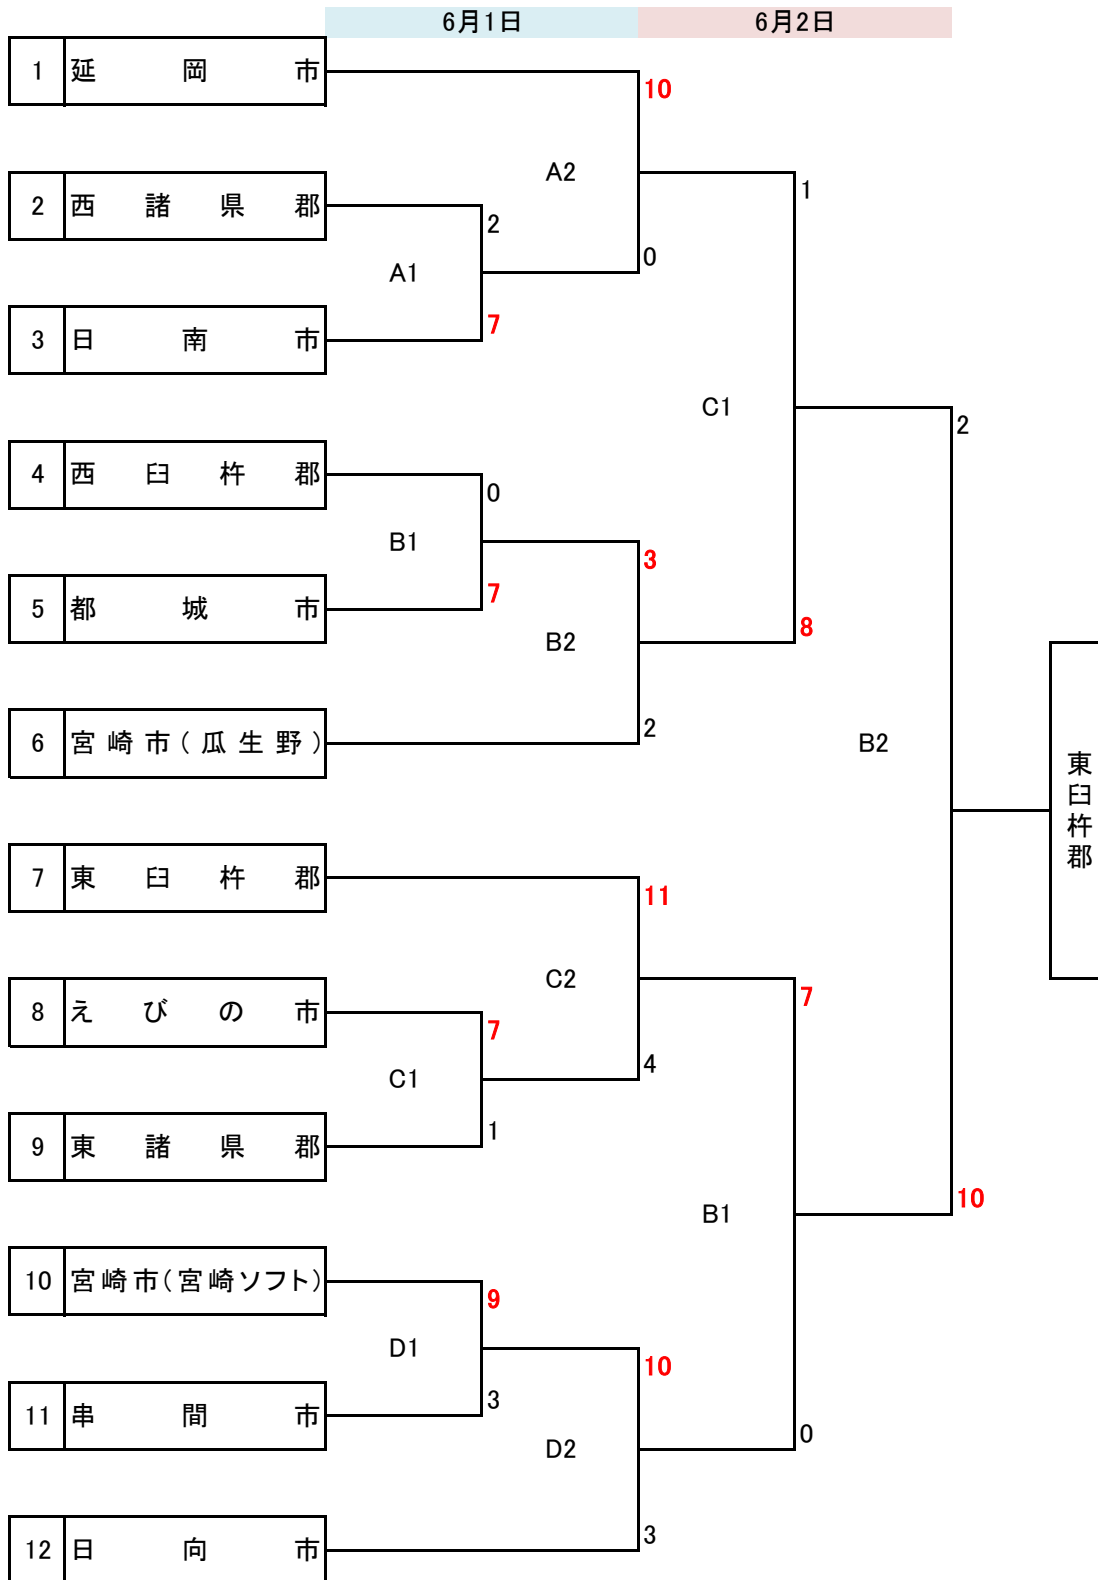 6月1日 6月2日
1 延岡市
10
A2
2 西諸県郡
1
2
0
A1
3 日南市
7
C1
2
4 西臼杵郡
0
B1
3
5 都城市
7
B2
8
6 宮崎市(瓜生野)
2
B2
東臼杵郡
7 東臼杵郡
11
C2
8 えびの市
7
7
4
C1
9 東諸県郡
1
10
B1
10 宮崎市(宮崎ソフト)
9
D1
10
11 串間市
3
0
D2
12 日向市
3